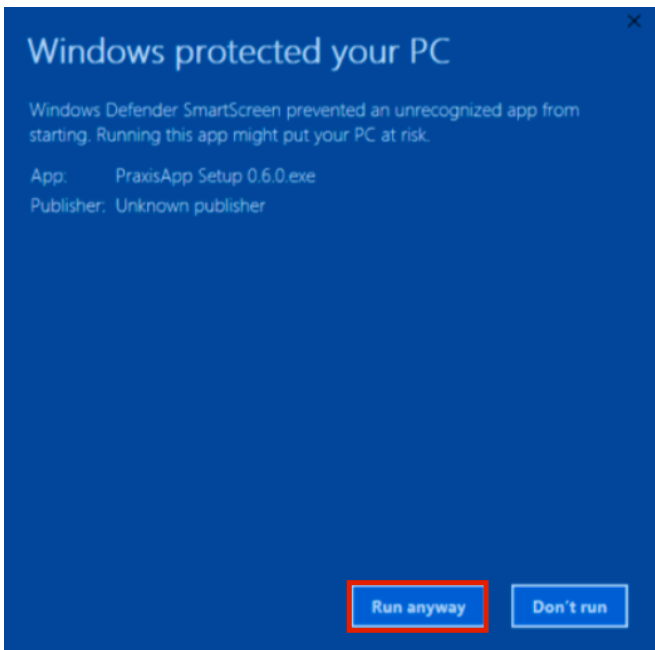 Windows protected your PC
Windows Defender SmartScreen prevented an unrecognized app from
starting. Running this app might put your PC at risk.
App: PraxisApp Setup 0.6.0.exe
Publisher: Unknown publisher
Run anyway Don't run